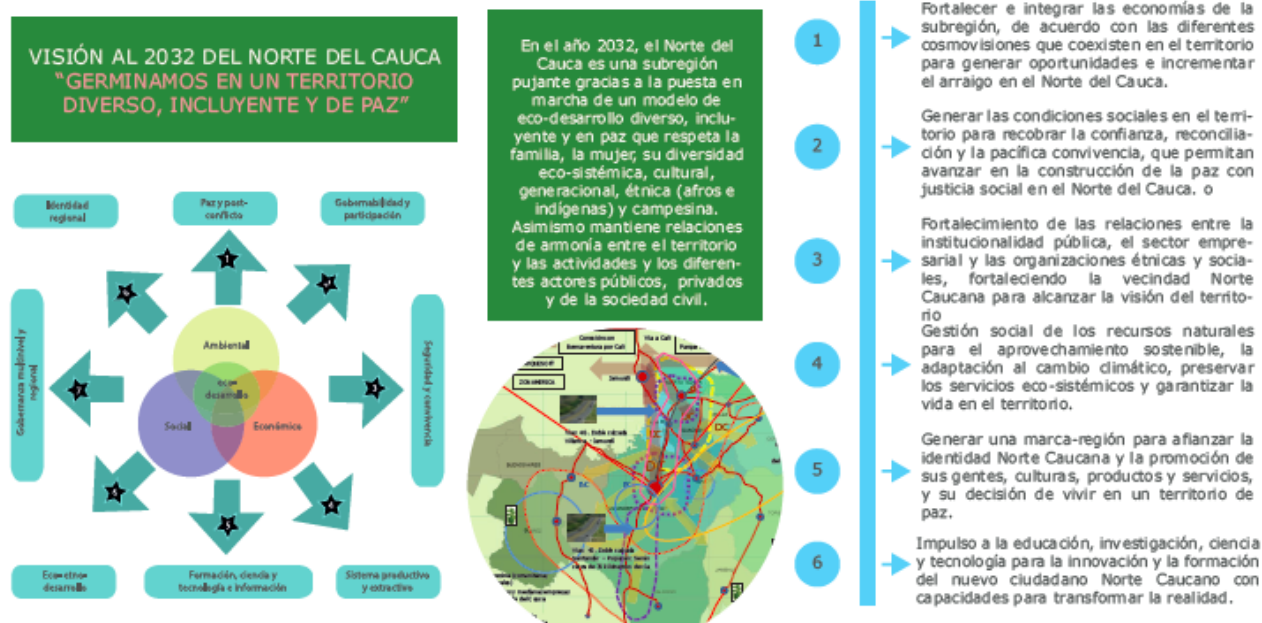 VISIÓN AL 2032 DEL NORTE DEL CAUCA
“GERMINAMOS EN UN TERRITORIO
DIVERSO, INCLUYENTE Y DE PAZ”
Identidad
regional
Paz y post-
conflicto
Gobernabilidad y
participación
Gobernanza multinivel y
regional
Seguridad y convivencia
Ambiental
eco-
desarrollo
Social
Económico
Eco-etno-
desarrollo
Formación, ciencia y
tecnología e información
Sistema productivo
y extractivo
En el año 2032, el Norte del
Cauca es una subregión
pujante gracias a la puesta en
marcha de un modelo de
eco-desarrollo diverso, inclu-
yente y en paz que respeta la
familia, la mujer, su diversidad
eco-sistémica, cultural,
generacional, étnica (afros e
indígenas) y campesina.
Asimismo mantiene relaciones
de armonía entre el territorio
y las actividades y los diferen-
tes actores públicos, privados
y de la sociedad civil.
Conexión con
Buenaventura por Cali
Vía a Cali
Parque
Jamundí
DC
1
Fortalecer e integrar las economías de la
subregión, de acuerdo con las diferentes
cosmovisiones que coexisten en el territorio
para generar oportunidades e incrementar
el arraigo en el Norte del Cauca.
2
Generar las condiciones sociales en el terri-
torio para recobrar la confianza, reconcilia-
ción y la pacífica convivencia, que permitan
avanzar en la construcción de la paz con
justicia social en el Norte del Cauca. o
3
Fortalecimiento de las relaciones entre la
institucionalidad pública, el sector empre-
sarial y las organizaciones étnicas y socia-
les, fortaleciendo la vecindad Norte
Caucana para alcanzar la visión del territo-
rio
4
Gestión social de los recursos naturales
para el aprovechamiento sostenible, la
adaptación al cambio climático, preservar
los servicios eco-sistémicos y garantizar la
vida en el territorio.
5
Generar una marca-región para afianzar la
identidad Norte Caucana y la promoción de
sus gentes, culturas, productos y servicios,
y su decisión de vivir en un territorio de
paz.
6
Impulso a la educación, investigación, ciencia
y tecnología para la innovación y la formación
del nuevo ciudadano Norte Caucano con
capacidades para transformar la realidad.